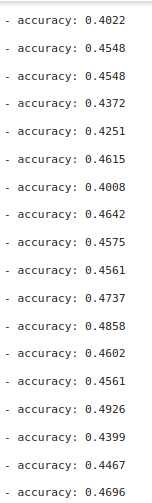 - accuracy: 0.4022
- accuracy: 0.4548
- accuracy: 0.4548
- accuracy: 0.4372
- accuracy: 0.4251
- accuracy: 0.4615
- accuracy: 0.4008
- accuracy: 0.4642
- accuracy: 0.4575
- accuracy: 0.4561
- accuracy: 0.4737
- accuracy: 0.4858
- accuracy: 0.4602
- accuracy: 0.4561
- accuracy: 0.4926
- accuracy: 0.4399
- accuracy: 0.4467
- accuracy: 0.4696